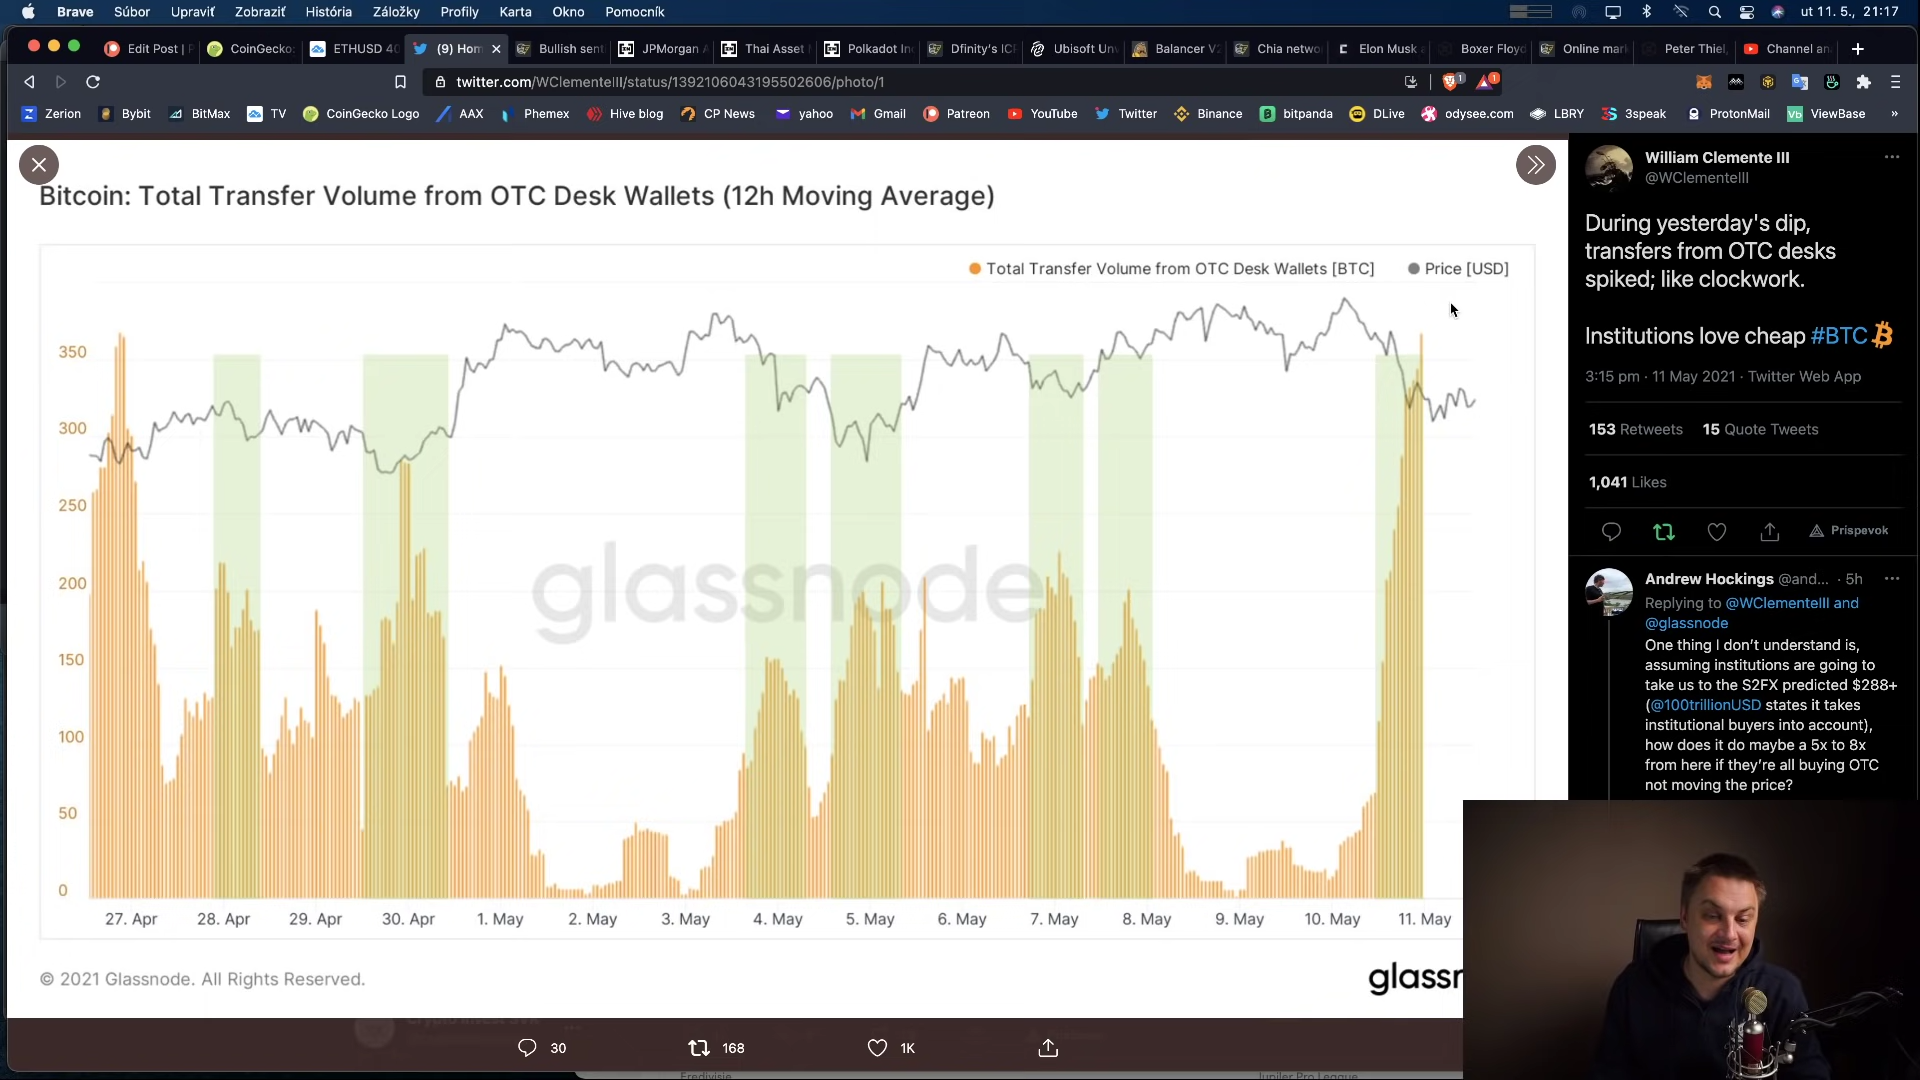 Brave Súbor Upraviť Zobraziť História Záložky Profily Karta Okno Pomocník ut 11. 5., 21:17
Edit Post | P CoinGecko: ETHUSD 40 (9) Hom Bullish sent JPMorgan A Thai Asset Polkadot In Dfinity's ICP Ubisoft Un Balancer V2 Chia netwo Elon Musk Boxer Floyd Online mar Peter Thiel, Channel an
twitter.com/WClementeIII/status/1392106043195502606/photo/1 1 1
Zerion Bybit BitMax TV CoinGecko Logo AAX Phemex Hive blog CP News yahoo Gmail Patreon YouTube Twitter Binance bitpanda DLive odysee.com LBRY 3speak ProtonMail ViewBase »
Bitcoin: Total Transfer Volume from OTC Desk Wallets (12h Moving Average)
Total Transfer Volume from OTC Desk Wallets [BTC] Price [USD]
350
300
250
200
150
100
50
0
glassnode
27. Apr 28. Apr 29. Apr 30. Apr 1. May 2. May 3. May 4. May 5. May 6. May 7. May 8. May 9. May 10. May 11. May
© 2021 Glassnode. All Rights Reserved.
glassn
30 168 1K
William Clemente III
@WClementeIII
During yesterday's dip,
transfers from OTC desks
spiked; like clockwork.
Institutions love cheap #BTC
3:15 pm · 11 May 2021 · Twitter Web App
153 Retweets 15 Quote Tweets
1,041 Likes
Prispevok
Andrew Hockings @and... · 5h
Replying to @WClementeIII and
@glassnode
One thing I don't understand is,
assuming institutions are going to
take us to the S2FX predicted $288+
(@100trillionUSD states it takes
institutional buyers into account),
how does it do maybe a 5x to 8x
from here if they're all buying OTC
not moving the price?